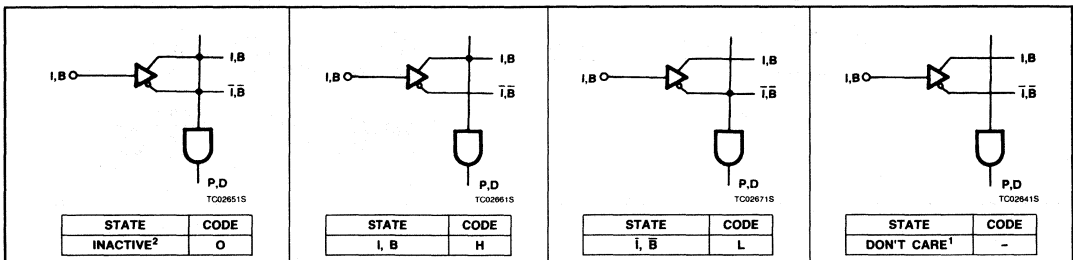 I,B
I,B
I̅,B̅
P,D
TC02651S
STATE CODE
INACTIVE² O
I,B
I,B
I̅,B̅
P,D
TC02661S
STATE CODE
I, B H
I,B
I,B
I̅,B̅
P,D
TC02671S
STATE CODE
I̅, B̅ L
I,B
I,B
I̅,B̅
P,D
TC02641S
STATE CODE
DON'T CARE¹ –